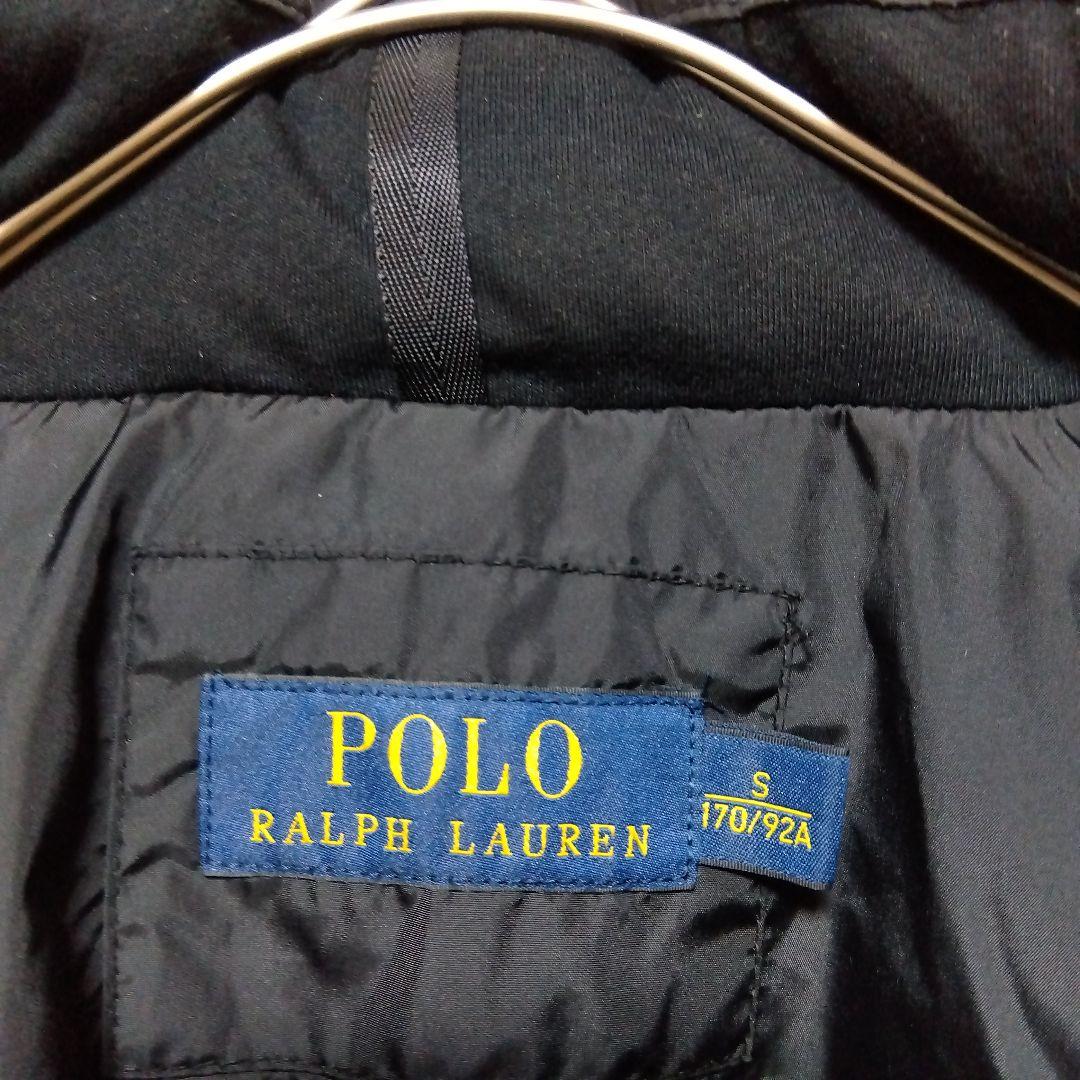 POLO
RALPH LAUREN
S
170/92A